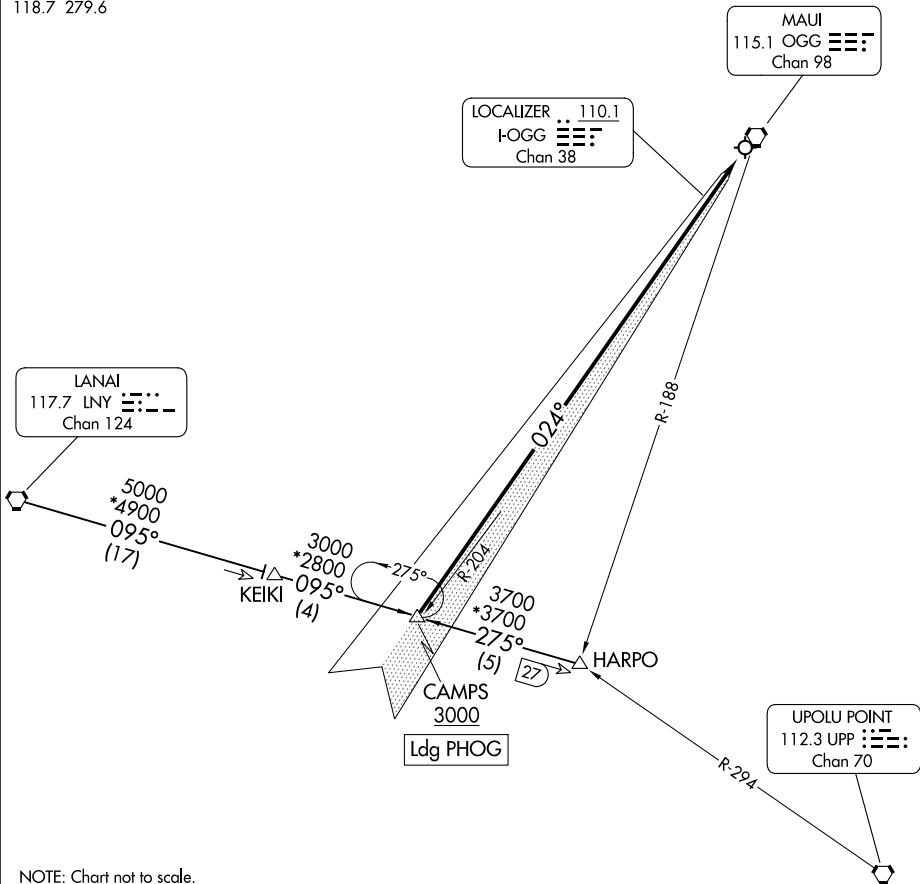 118.7 279.6
MAUI
115.1 OGG
Chan 98
LOCALIZER 110.1
I-OGG
Chan 38
R-188
024°
LANAI
117.7 LNY
Chan 124
5000
*4900
095°
(17)
KEIKI
3000
*2800
095°
(4)
275°
R-204
3700
*3700
275°
(5)
27
HARPO
CAMPS
3000
Ldg PHOG
UPOLU POINT
112.3 UPP
Chan 70
R-294
NOTE: Chart not to scale.